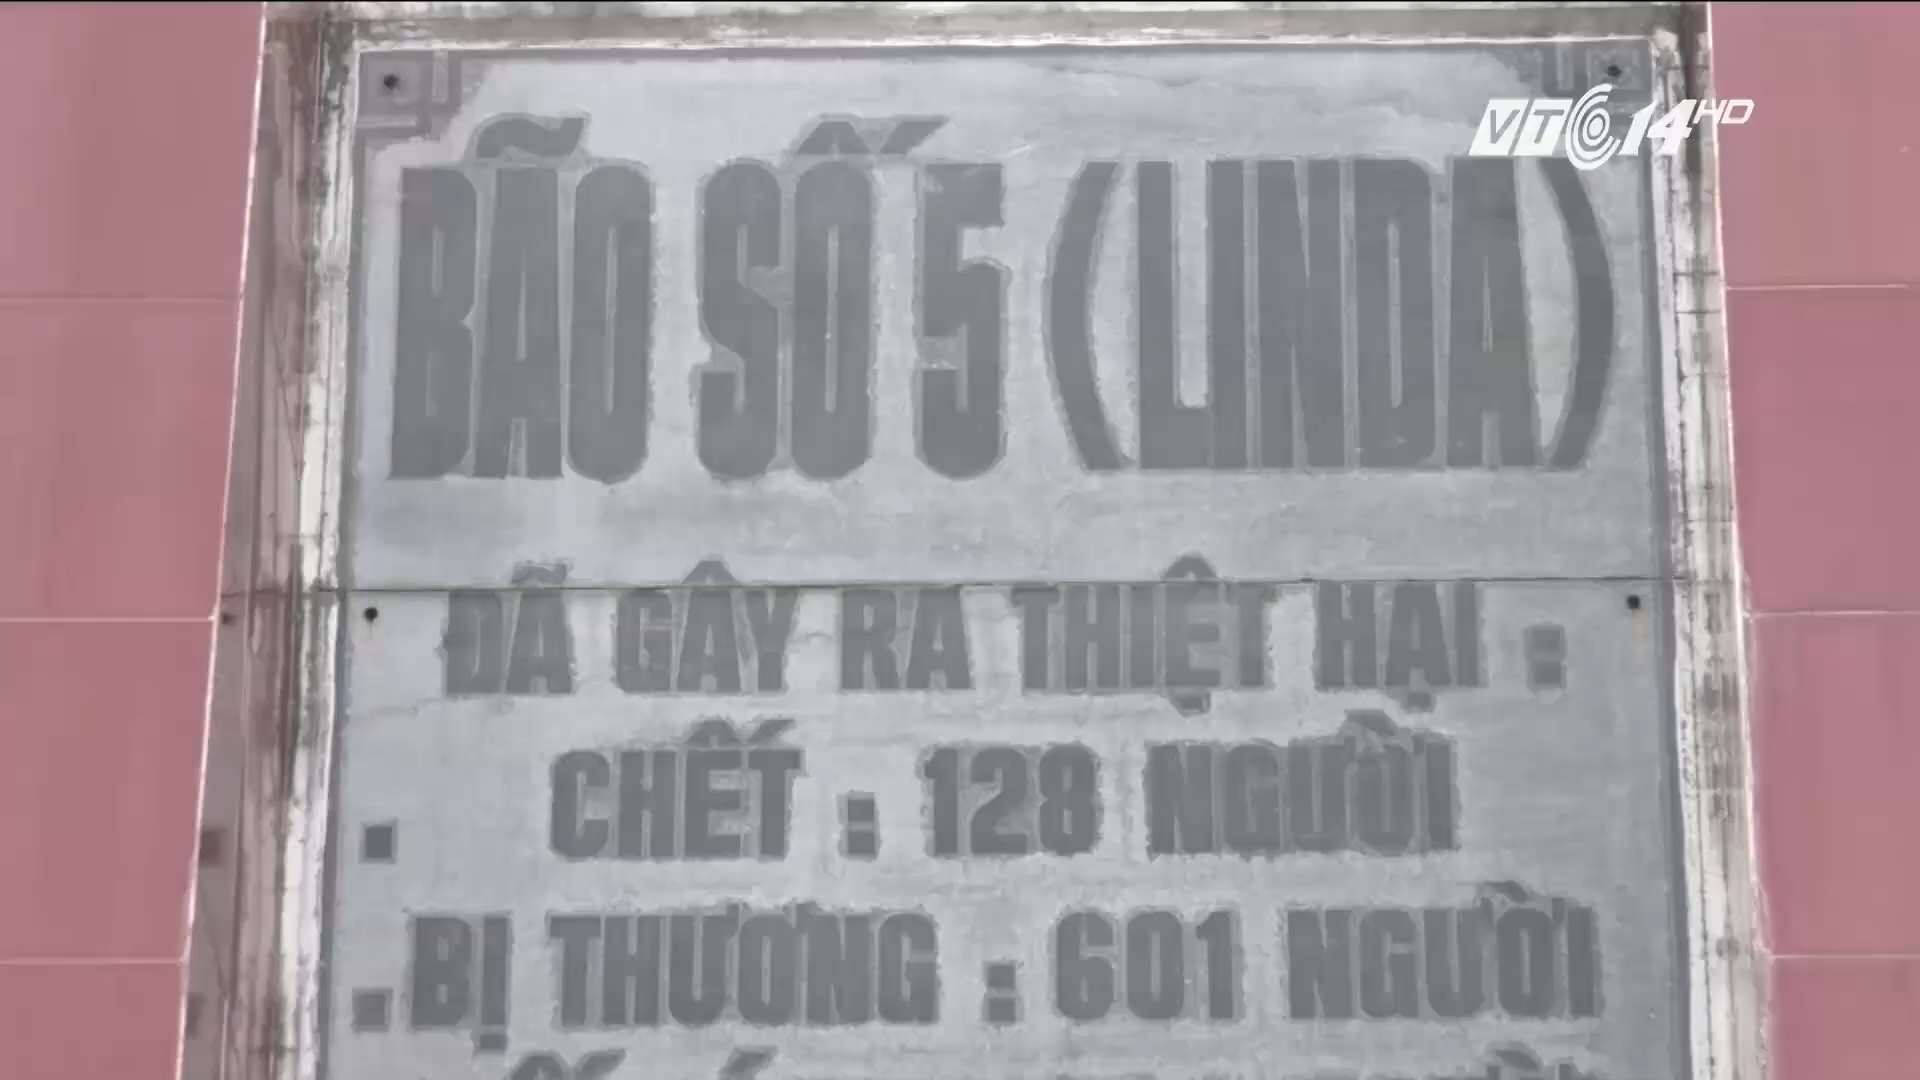 VTC14HD
BÃO SỐ 5 (LINDA)
ĐÃ GÂY RA THIỆT HẠI :
CHẾT : 128 NGƯỜI
BỊ THƯƠNG : 601 NGƯỜI